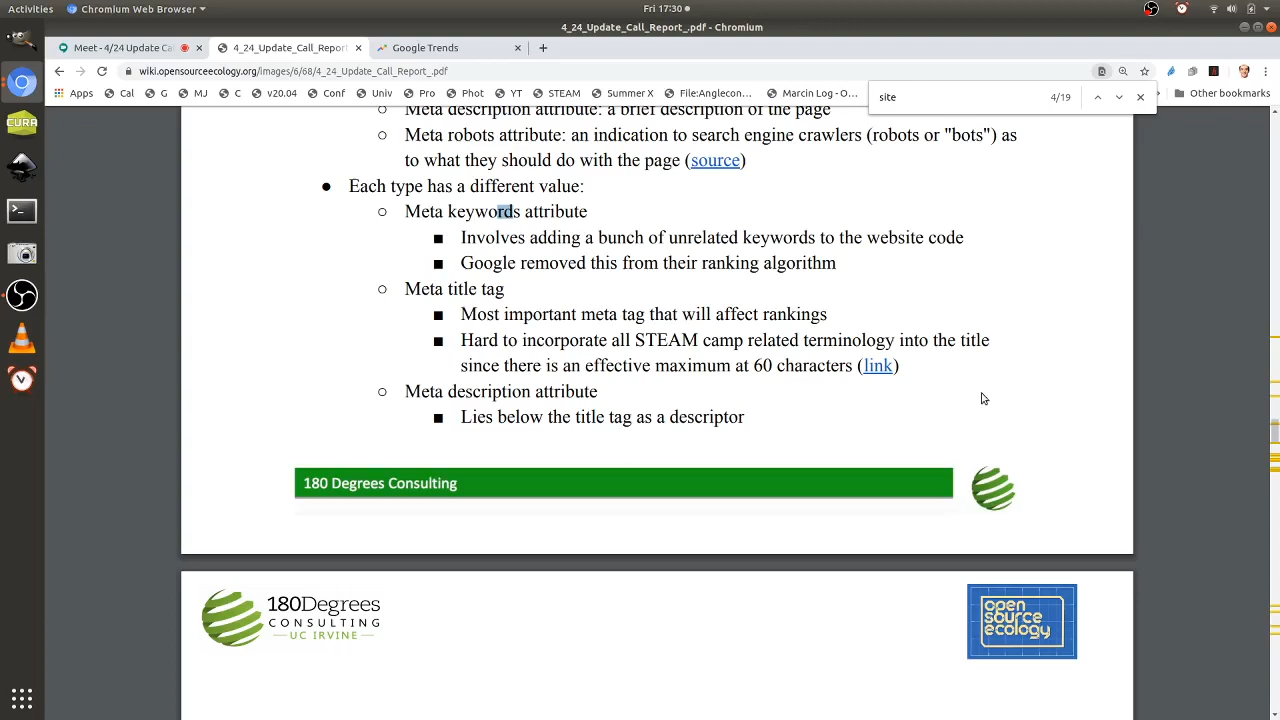 Activities
Chromium Web Browser
Fri 17:30
4_24_Update_Call_Report_.pdf - Chromium
Meet - 4/24 Update Ca
4_24_Update_Call_Report
Google Trends
wiki.opensourceecology.org/images/6/68/4_24_Update_Call_Report_.pdf
Apps
Cal
G
MJ
C
v20.04
Conf
Univ
Pro
Phot
YT
STEAM
Summer X
File:Anglecon...
Marcin Log - O...
Other bookmarks
site
4/19
Meta description attribute: a brief description of the page
Meta robots attribute: an indication to search engine crawlers (robots or "bots") as
to what they should do with the page (source)
Each type has a different value:
Meta keywords attribute
Involves adding a bunch of unrelated keywords to the website code
Google removed this from their ranking algorithm
Meta title tag
Most important meta tag that will affect rankings
Hard to incorporate all STEAM camp related terminology into the title
since there is an effective maximum at 60 characters (link)
Meta description attribute
Lies below the title tag as a descriptor
180 Degrees Consulting
180Degrees
CONSULTING
UC IRVINE
open
source
ecology
CURA